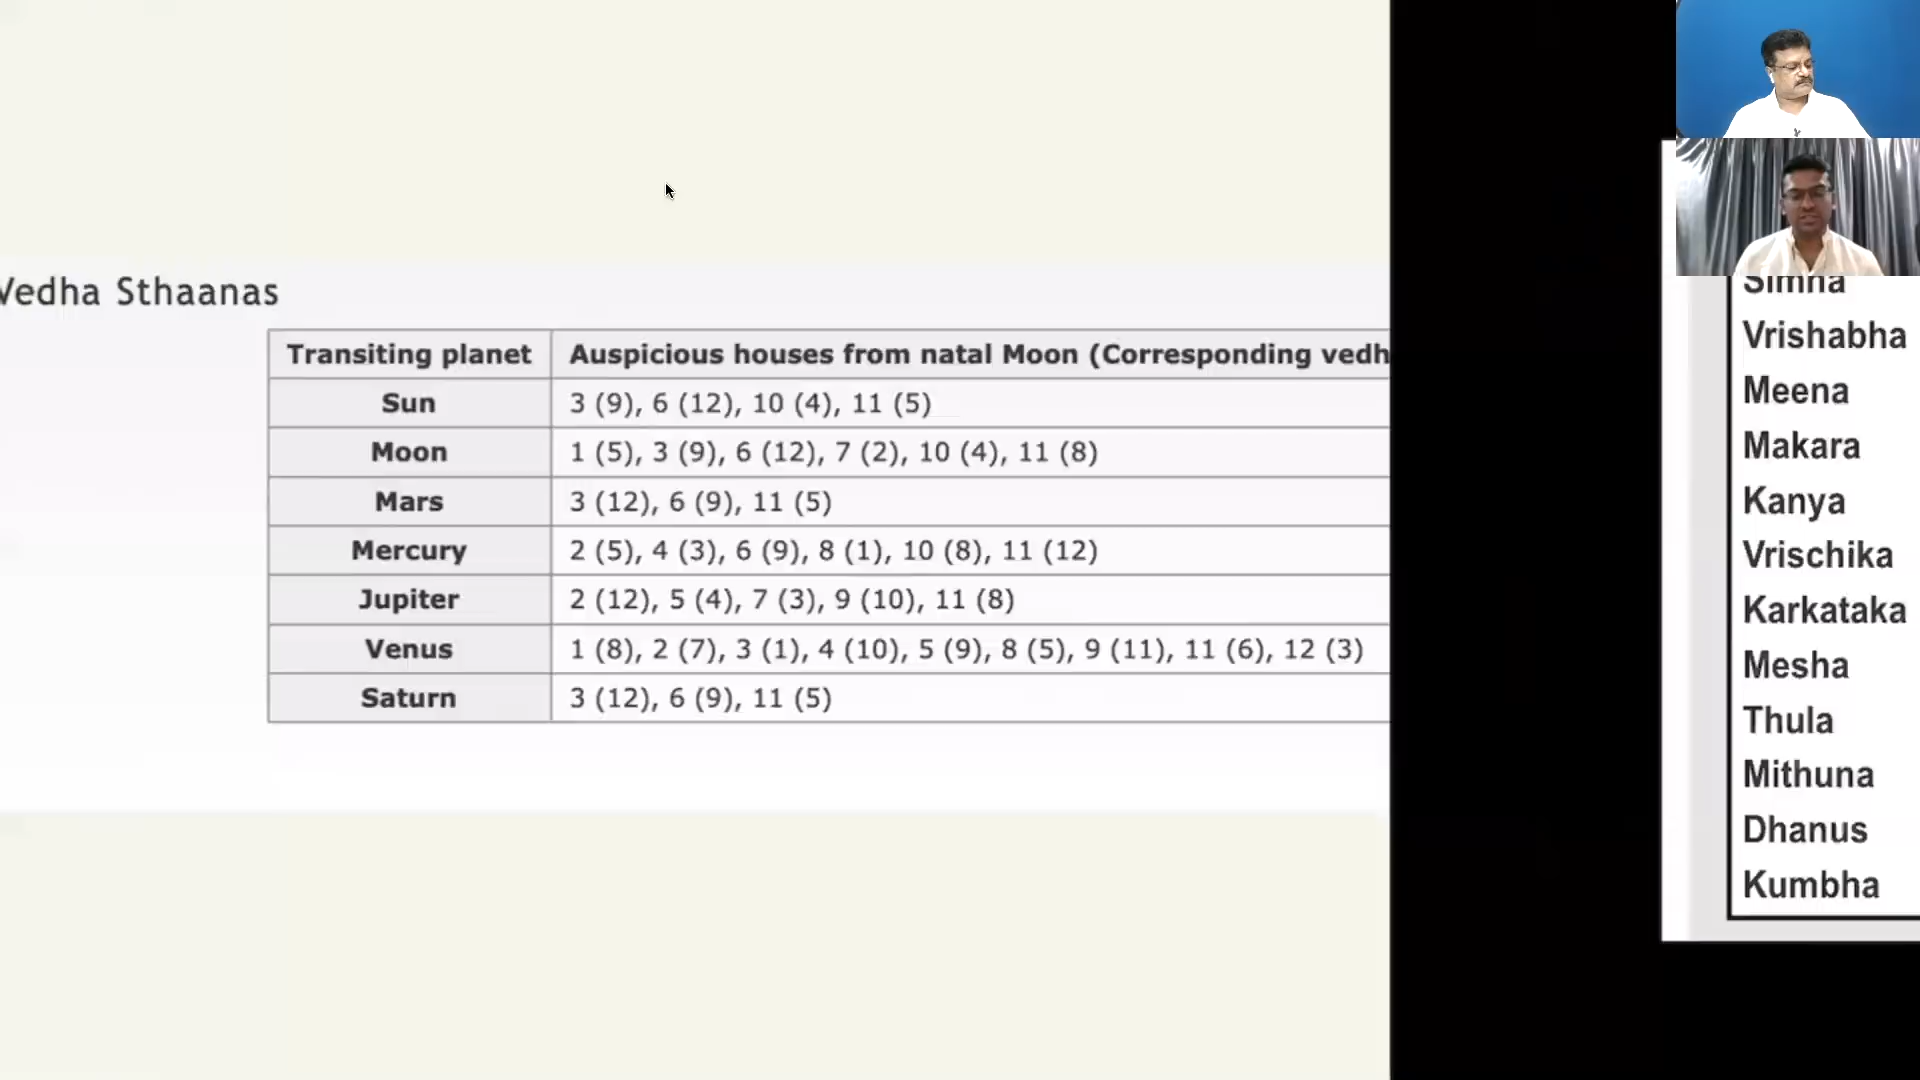 Vedha Sthaanas
Transiting planet Auspicious houses from natal Moon (Corresponding vedh
Sun 3 (9), 6 (12), 10 (4), 11 (5)
Moon 1 (5), 3 (9), 6 (12), 7 (2), 10 (4), 11 (8)
Mars 3 (12), 6 (9), 11 (5)
Mercury 2 (5), 4 (3), 6 (9), 8 (1), 10 (8), 11 (12)
Jupiter 2 (12), 5 (4), 7 (3), 9 (10), 11 (8)
Venus 1 (8), 2 (7), 3 (1), 4 (10), 5 (9), 8 (5), 9 (11), 11 (6), 12 (3)
Saturn 3 (12), 6 (9), 11 (5)
Simha
Vrishabha
Meena
Makara
Kanya
Vrischika
Karkataka
Mesha
Thula
Mithuna
Dhanus
Kumbha